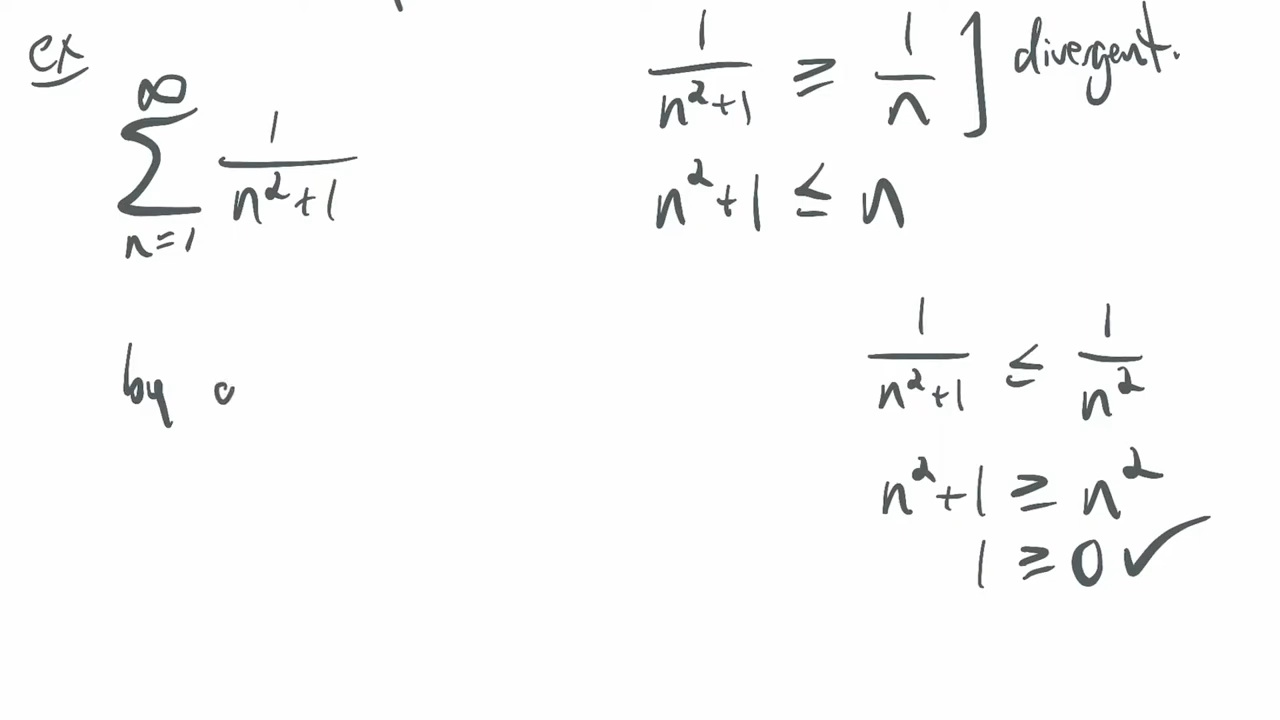 ex
∞
Σ 1/(n²+1)
n=1
1/(n²+1) ≥ 1/n ] divergent.
n²+1 ≤ n
1/(n²+1) ≤ 1/n²
by
n²+1 ≥ n²
1 ≥ 0 ✓